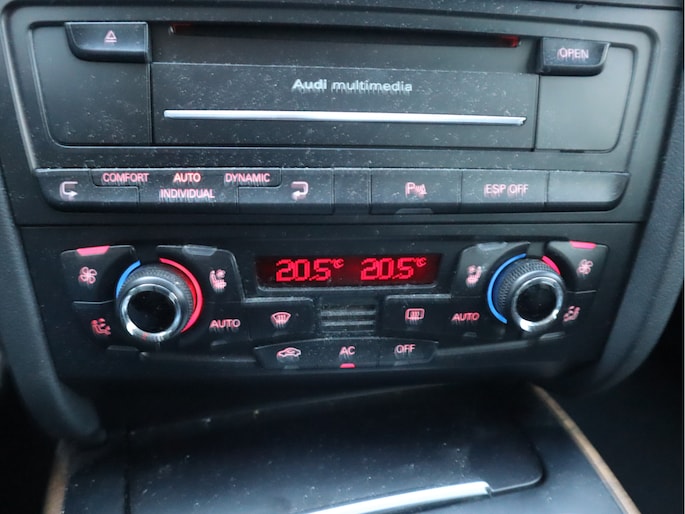 OPEN
Audi multimedia
COMFORT AUTO DYNAMIC
INDIVIDUAL
P
ESP OFF
20.5°C 20.5°C
AUTO
AUTO
AC
OFF